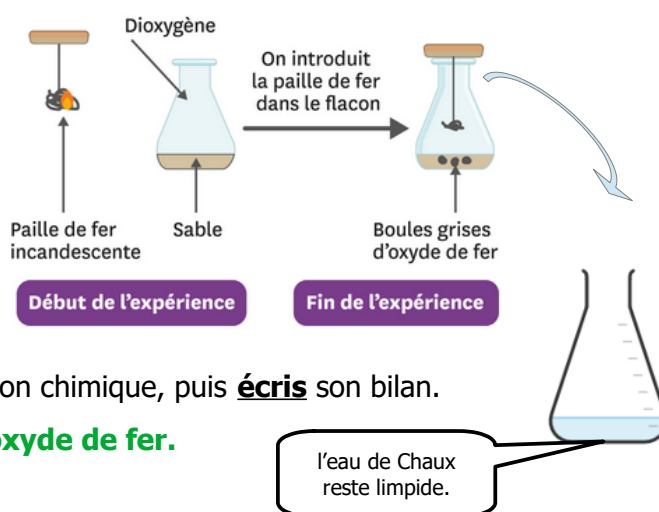 Dioxygène
On introduit
la paille de fer
dans le flacon
Paille de fer
incandescente
Sable
Boules grises
d'oxyde de fer
Début de l'expérience
Fin de l'expérience
on chimique, puis écris son bilan.
oxyde de fer.
l'eau de Chaux
reste limpide.